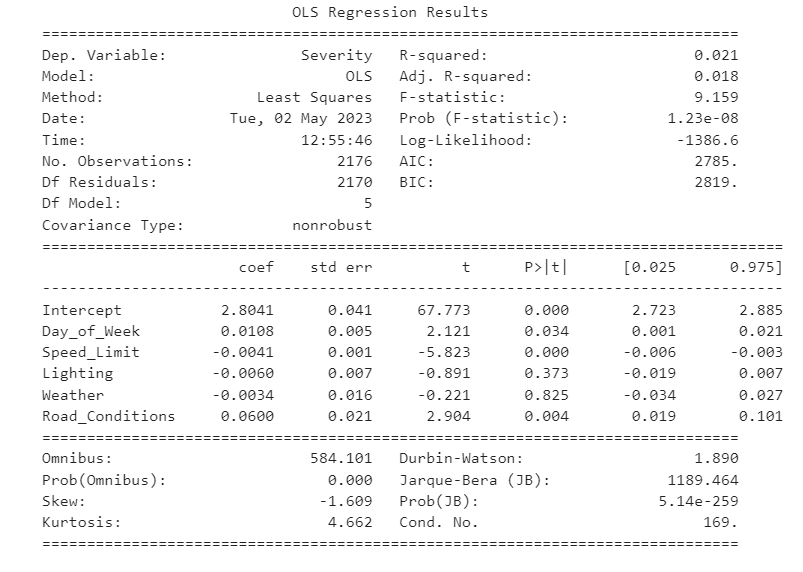 OLS Regression Results
==============================================================================
Dep. Variable:               Severity   R-squared:                       0.021
Model:                            OLS   Adj. R-squared:                  0.018
Method:                 Least Squares   F-statistic:                     9.159
Date:                Tue, 02 May 2023   Prob (F-statistic):           1.23e-08
Time:                        12:55:46   Log-Likelihood:                -1386.6
No. Observations:                2176   AIC:                             2785.
Df Residuals:                    2170   BIC:                             2819.
Df Model:                           5
Covariance Type:            nonrobust
===================================================================================
                      coef    std err          t      P>|t|      [0.025      0.975]
-----------------------------------------------------------------------------------
Intercept           2.8041      0.041     67.773      0.000       2.723       2.885
Day_of_Week         0.0108      0.005      2.121      0.034       0.001       0.021
Speed_Limit        -0.0041      0.001     -5.823      0.000      -0.006      -0.003
Lighting           -0.0060      0.007     -0.891      0.373      -0.019       0.007
Weather            -0.0034      0.016     -0.221      0.825      -0.034       0.027
Road_Conditions     0.0600      0.021      2.904      0.004       0.019       0.101
==============================================================================
Omnibus:                      584.101   Durbin-Watson:                   1.890
Prob(Omnibus):                  0.000   Jarque-Bera (JB):             1189.464
Skew:                          -1.609   Prob(JB):                    5.14e-259
Kurtosis:                       4.662   Cond. No.                         169.
==============================================================================